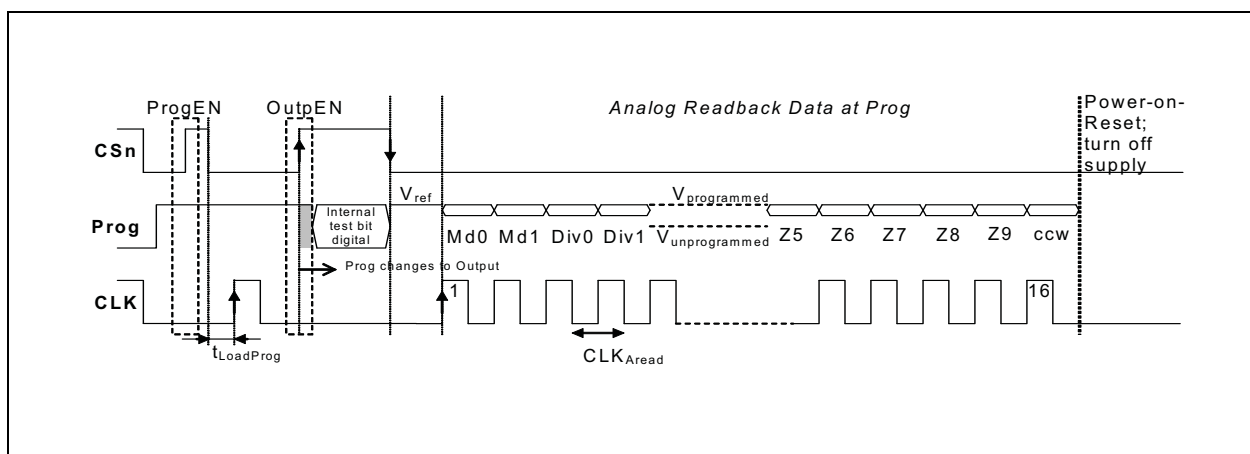 ProgEN OutpEN Analog Readback Data at Prog Power-on-
Reset;
turn off
supply
CSn
Vref Vprogrammed
Prog Internal
test bit
digital
Md0 Md1 Div0 Div1 Vunprogrammed Z5 Z6 Z7 Z8 Z9 ccw
Prog changes to Output
CLK 1 16
tLoadProg
CLKAread